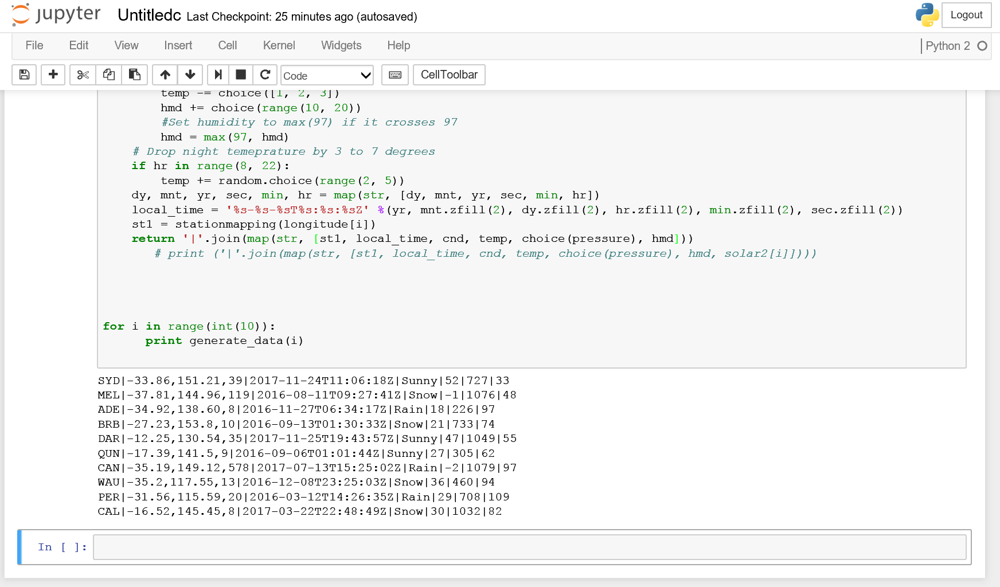 jupyter Untitledc Last Checkpoint: 25 minutes ago (autosaved) Logout
File Edit View Insert Cell Kernel Widgets Help Python 2
Code CellToolbar
temp -= choice([1, 2, 3])
hmd += choice(range(10, 20))
#Set humidity to max(97) if it crosses 97
hmd = max(97, hmd)
# Drop night temeprature by 3 to 7 degrees
if hr in range(8, 22):
temp += random.choice(range(2, 5))
dy, mnt, yr, sec, min, hr = map(str, [dy, mnt, yr, sec, min, hr])
local_time = '%s-%s-%sT%s:%s:%sZ' %(yr, mnt.zfill(2), dy.zfill(2), hr.zfill(2), min.zfill(2), sec.zfill(2))
st1 = stationmapping(longitude[i])
return '|'.join(map(str, [st1, local_time, cnd, temp, choice(pressure), hmd]))
# print ('|'.join(map(str, [st1, local_time, cnd, temp, choice(pressure), hmd, solar2[i]])))
for i in range(int(10)):
print generate_data(i)
SYD|-33.86,151.21,39|2017-11-24T11:06:18Z|Sunny|52|727|33
MEL|-37.81,144.96,119|2016-08-11T09:27:41Z|Snow|-1|1076|48
ADE|-34.92,138.60,8|2016-11-27T06:34:17Z|Rain|18|226|97
BRB|-27.23,153.8,10|2016-09-13T01:30:33Z|Snow|21|733|74
DAR|-12.25,130.54,35|2017-11-25T19:43:57Z|Sunny|47|1049|55
QUN|-17.39,141.5,9|2016-09-06T01:01:44Z|Sunny|27|305|62
CAN|-35.19,149.12,578|2017-07-13T15:25:02Z|Rain|-2|1079|97
WAU|-35.2,117.55,13|2016-12-08T23:25:03Z|Snow|36|460|94
PER|-31.56,115.59,20|2016-03-12T14:26:35Z|Rain|29|708|109
CAL|-16.52,145.45,8|2017-03-22T22:48:49Z|Snow|30|1032|82
In [ ]: